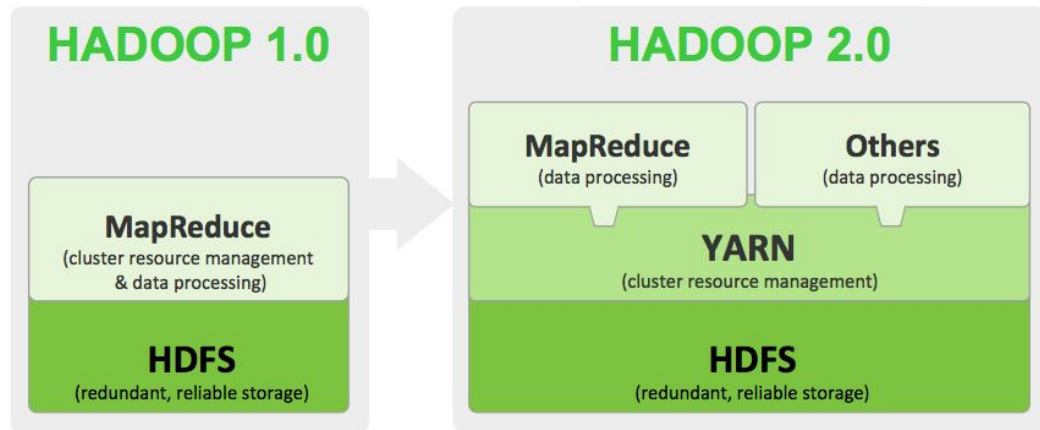 HADOOP 1.0
MapReduce
(cluster resource management
& data processing)
HDFS
(redundant, reliable storage)
HADOOP 2.0
MapReduce
(data processing)
Others
(data processing)
YARN
(cluster resource management)
HDFS
(redundant, reliable storage)